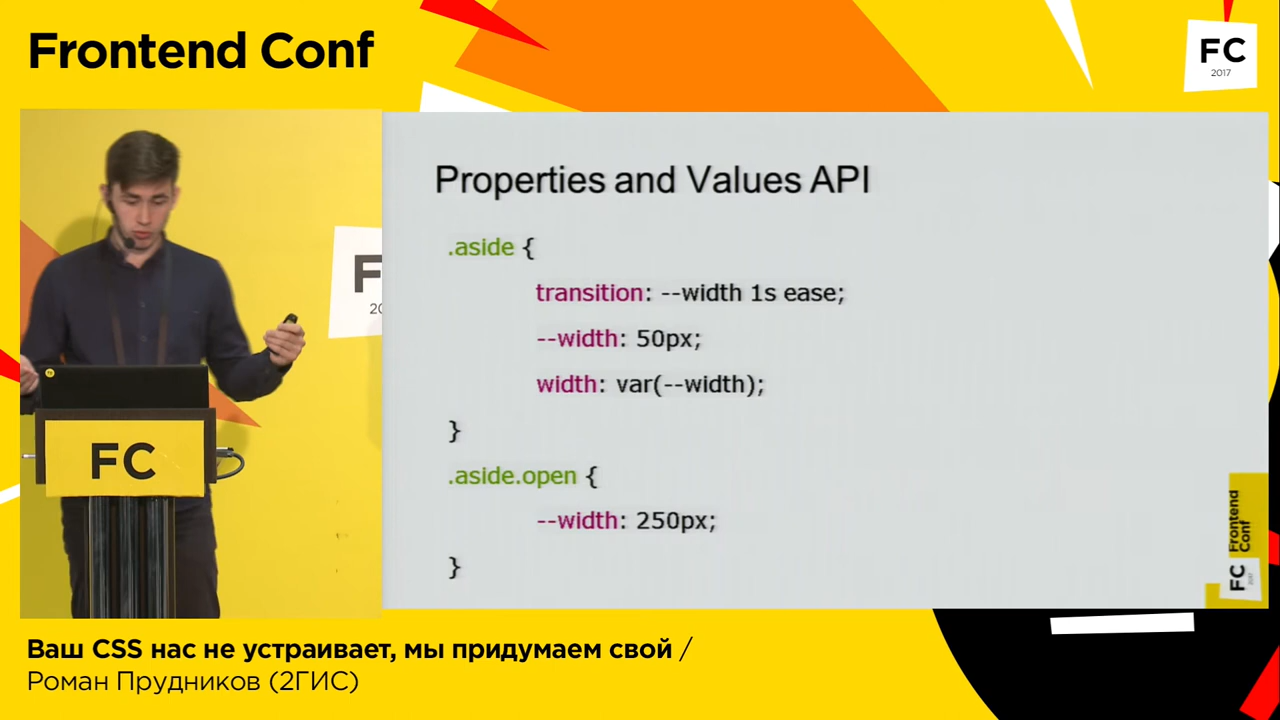 Frontend Conf
FC
2017
F
20
FC
Properties and Values API
.aside {
transition: --width 1s ease;
--width: 50px;
width: var(--width);
}
.aside.open {
--width: 250px;
}
Frontend
Conf
FC
Ваш CSS нас не устраивает, мы придумаем свой /
Роман Прудников (2ГИС)